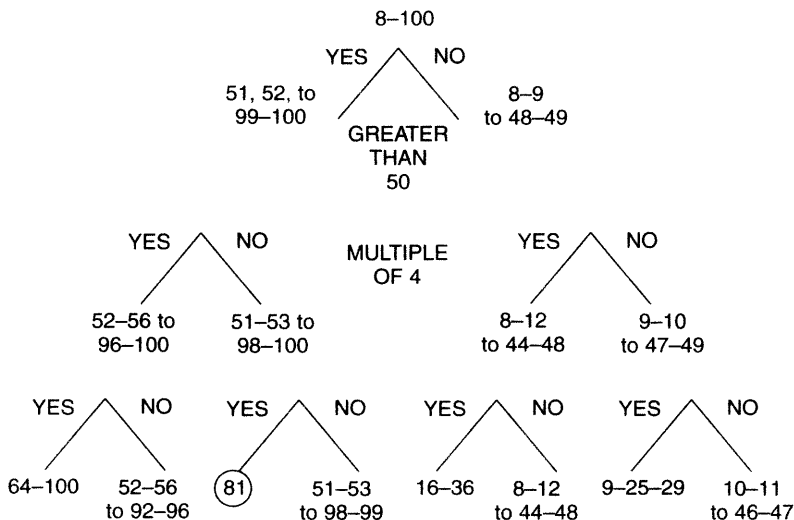 8–100
YES NO
51, 52, to
99–100
8–9
to 48–49
GREATER
THAN
50
YES NO
MULTIPLE
OF 4
YES NO
52–56 to
96–100
51–53 to
98–100
8–12
to 44–48
9–10
to 47–49
YES NO
YES NO
YES NO
YES NO
64–100
52–56
to 92–96
81
51–53
to 98–99
16–36
8–12
to 44–48
9–25–29
10–11
to 46–47